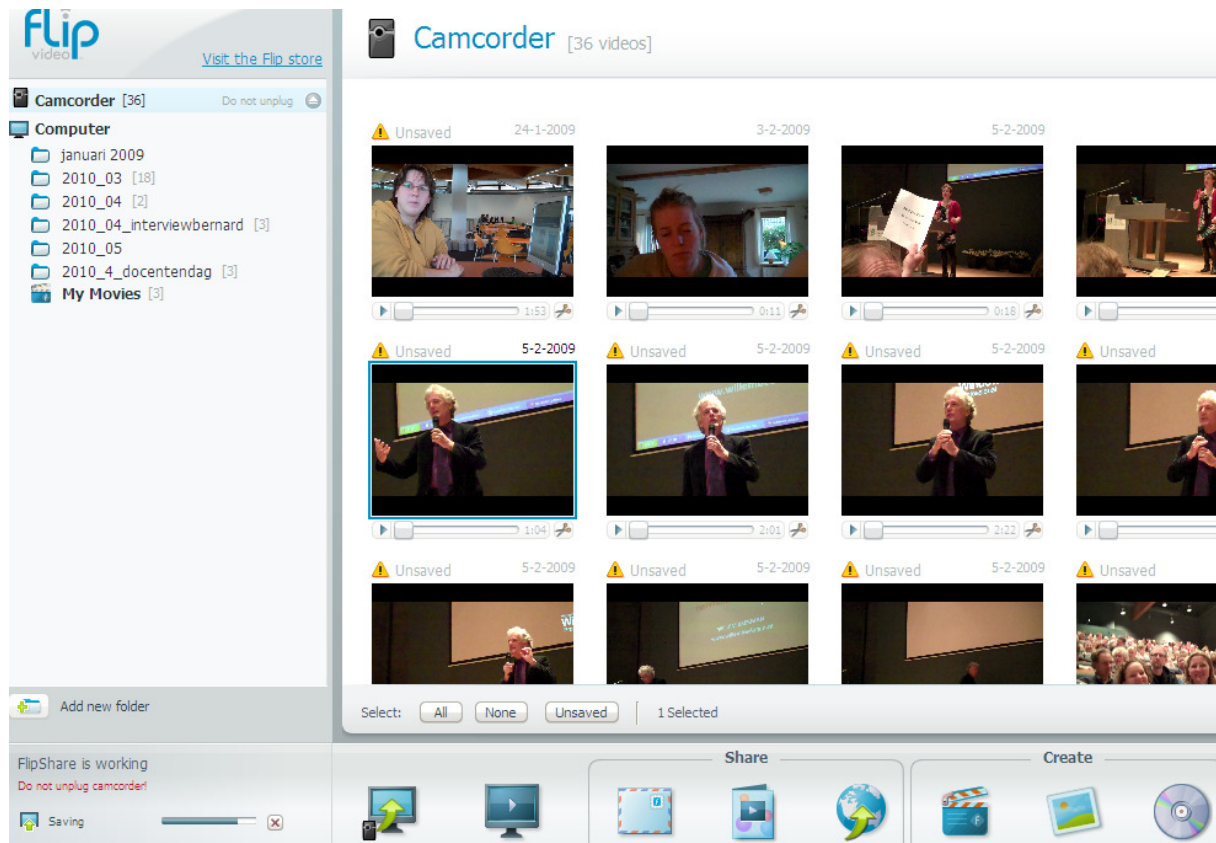 flip
video
Visit the Flip store
Camcorder [36 videos]
Camcorder [36] Do not unplug
Computer
januari 2009
2010_03 [18]
2010_04 [2]
2010_04_interviewbernard [3]
2010_05
2010_4_docentendag [3]
My Movies [3]
Add new folder
FlipShare is working
Do not unplug camcorder!
Saving
Unsaved 24-1-2009 3-2-2009 5-2-2009
1:53 0:11 0:18
Unsaved 5-2-2009 Unsaved 5-2-2009 Unsaved 5-2-2009 Unsaved
1:04 2:01 2:22
Unsaved 5-2-2009 Unsaved 5-2-2009 Unsaved 5-2-2009 Unsaved
Select: All None Unsaved 1 Selected
Share Create